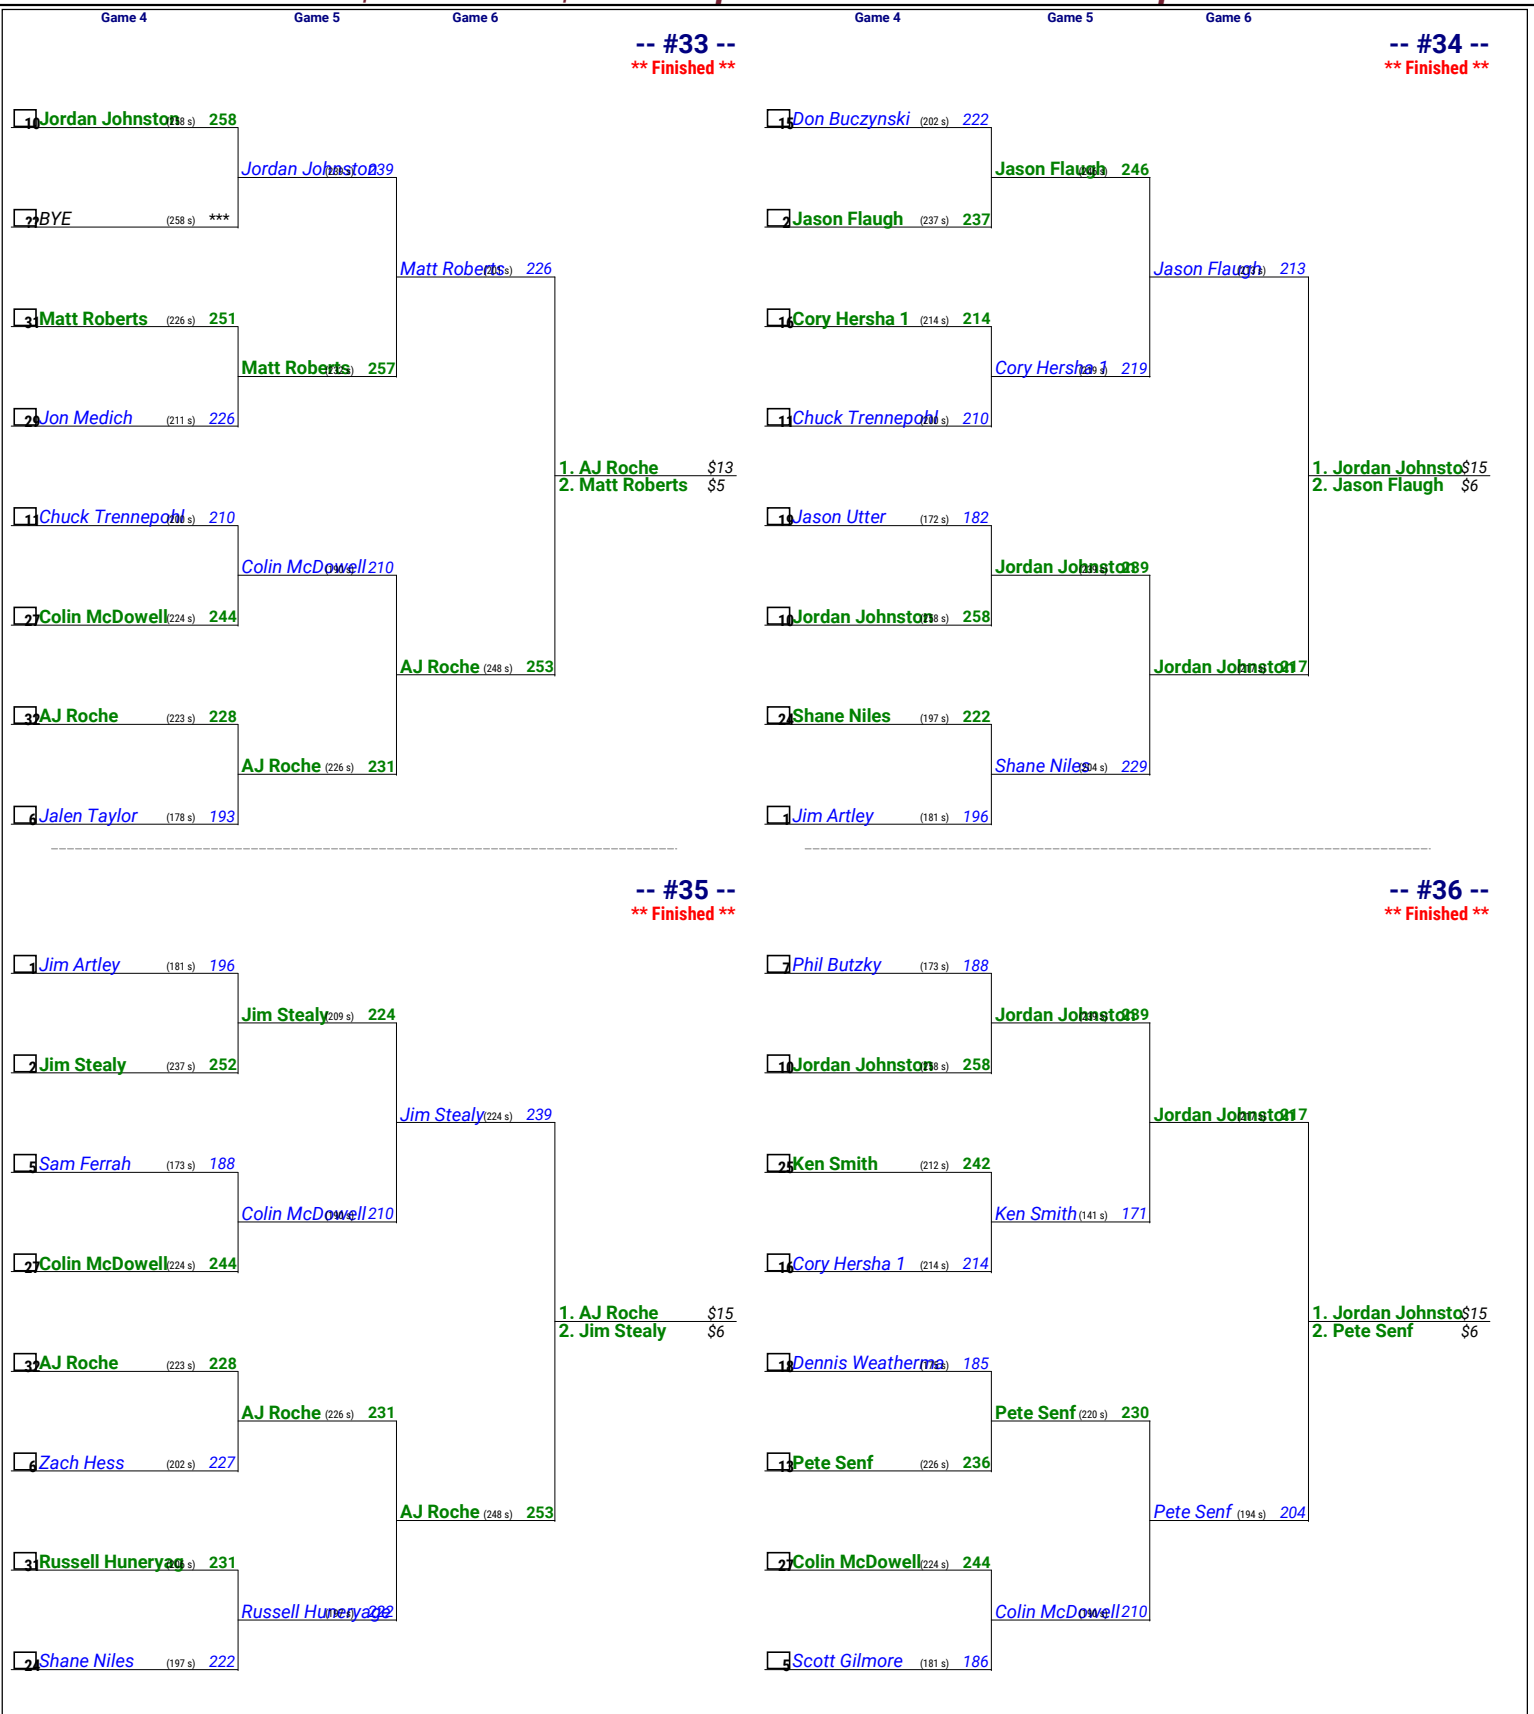 Game 4 Game 5 Game 6 Game 4 Game 5 Game 6
-- #33 --
** Finished **
10 Jordan Johnston (258 s) 258
Jordan Johnston 239
?? BYE (258 s) ***
Matt Roberts 226
31 Matt Roberts (226 s) 251
Matt Roberts 257
29 Jon Medich (211 s) 226
1. AJ Roche $13
2. Matt Roberts $5
11 Chuck Trennepohl 210
Colin McDowell 210
27 Colin McDowell (224 s) 244
AJ Roche (248 s) 253
32 AJ Roche (223 s) 228
AJ Roche (226 s) 231
6 Jalen Taylor (178 s) 193
-- #34 --
** Finished **
15 Don Buczynski (202 s) 222
Jason Flaugh 246
2 Jason Flaugh (237 s) 237
Jason Flaugh 213
16 Cory Hersha 1 (214 s) 214
Cory Hersha 1 219
11 Chuck Trennepohl 210
1. Jordan Johnsto $15
2. Jason Flaugh $6
19 Jason Utter (172 s) 182
Jordan Johnston 239
10 Jordan Johnston (258 s) 258
Jordan Johnston 217
24 Shane Niles (197 s) 222
Shane Niles (204 s) 229
1 Jim Artley (181 s) 196
-- #35 --
** Finished **
1 Jim Artley (181 s) 196
Jim Stealy (209 s) 224
2 Jim Stealy (237 s) 252
Jim Stealy (224 s) 239
5 Sam Ferrah (173 s) 188
Colin McDowell 210
27 Colin McDowell (224 s) 244
1. AJ Roche $15
2. Jim Stealy $6
32 AJ Roche (223 s) 228
AJ Roche (226 s) 231
6 Zach Hess (202 s) 227
AJ Roche (248 s) 253
31 Russell Huneryag 231
Russell Huneryage 222
24 Shane Niles (197 s) 222
-- #36 --
** Finished **
7 Phil Butzky (173 s) 188
Jordan Johnston 239
10 Jordan Johnston (258 s) 258
Jordan Johnston 217
25 Ken Smith (212 s) 242
Ken Smith (141 s) 171
16 Cory Hersha 1 (214 s) 214
1. Jordan Johnsto $15
2. Pete Senf $6
18 Dennis Weatherma 185
Pete Senf (220 s) 230
13 Pete Senf (226 s) 236
Pete Senf (194 s) 204
27 Colin McDowell (224 s) 244
Colin McDowell 210
5 Scott Gilmore (181 s) 186